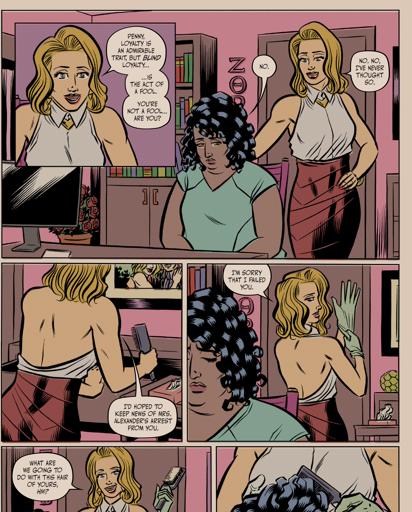 PENNY,
LOYALTY IS
AN ADMIRABLE
TRAIT, BUT BLIND
LOYALTY...
...IS
THE ACT OF
A FOOL.
YOU'RE
NOT A FOOL...
ARE YOU?
NO.
NO, NO,
I'VE NEVER
THOUGHT
SO.
I'D HOPED TO
KEEP NEWS OF MRS.
ALEXANDER'S ARREST
FROM YOU.
I'M SORRY
THAT I FAILED
YOU.
WHAT ARE
WE GOING TO
DO WITH THIS HAIR
OF YOURS,
HM?